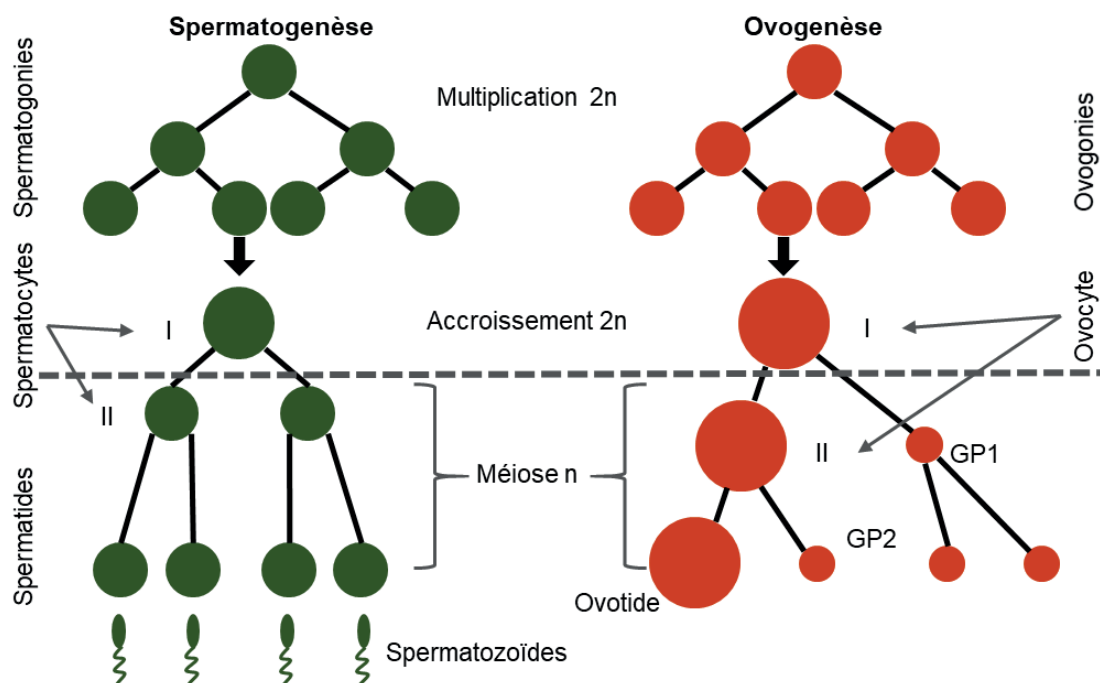 Spermatogenèse
Ovogenèse
Spermatogonies
Multiplication 2n
Ovogonies
Spermatocytes
I
Accroissement 2n
I
Ovocyte
II
II
GP1
Spermatides
Méiose n
GP2
Ovotide
Spermatozoïdes